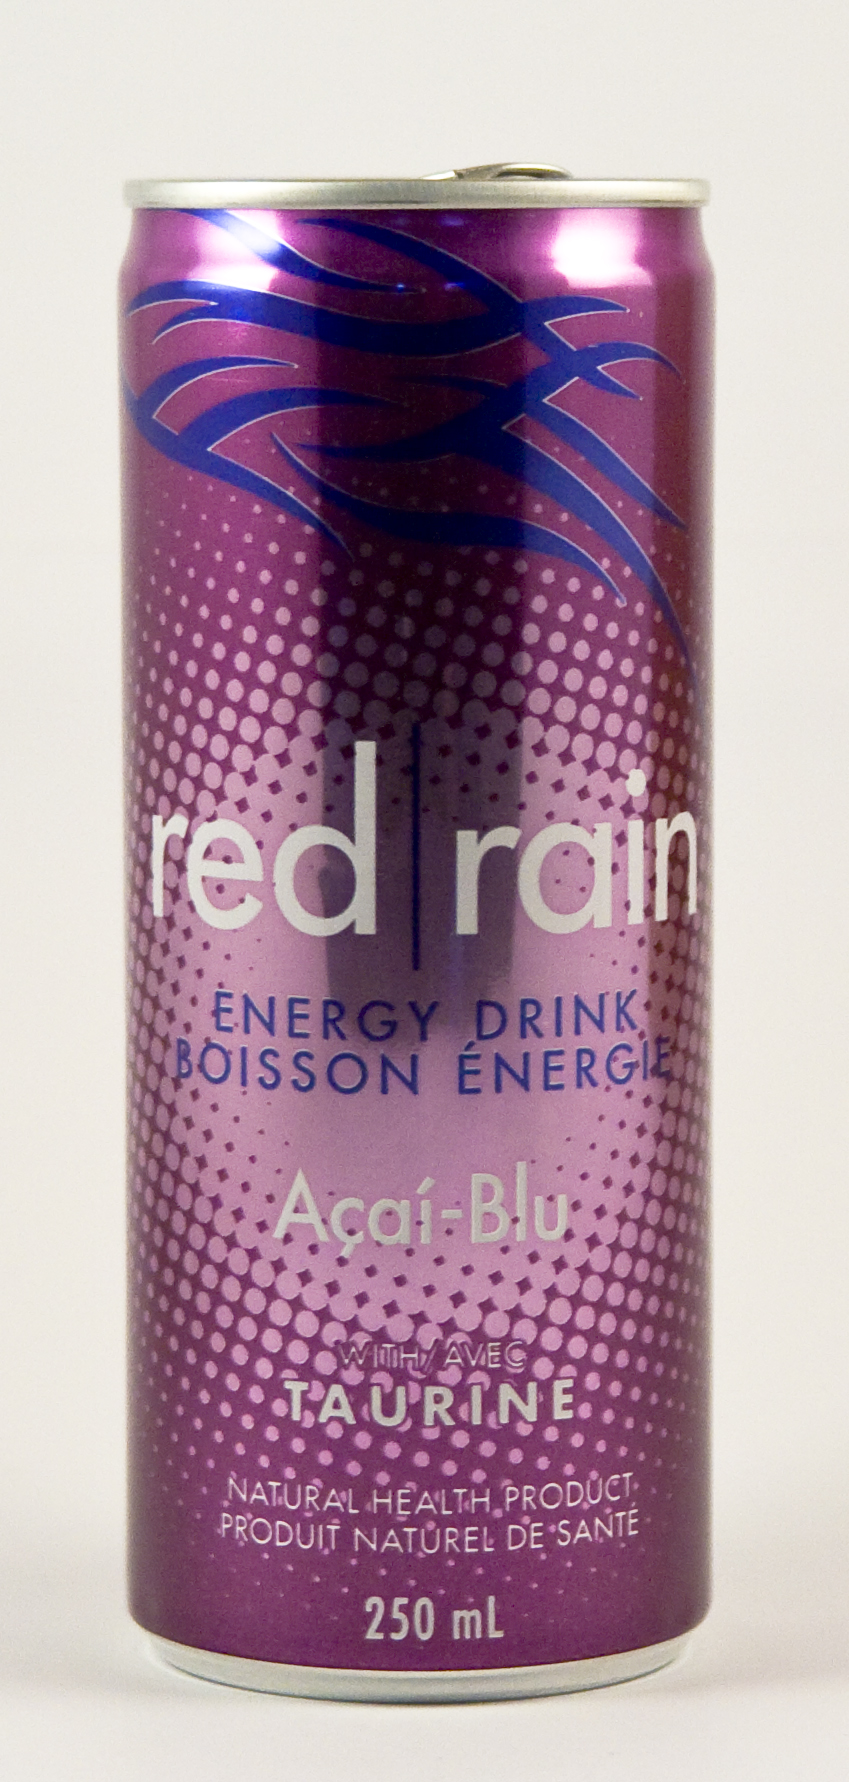 red | rain
ENERGY DRINK
BOISSON ÉNERGIE
Açaí-Blu
WITH/AVEC
TAURINE
NATURAL HEALTH PRODUCT
PRODUIT NATUREL DE SANTÉ
250 mL